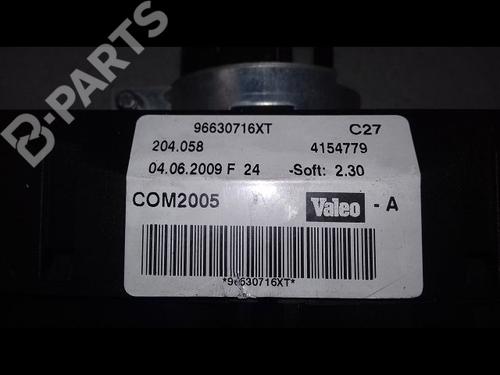 B-PARTS
96630716XT C27
204.058 4154779
04.06.2009 F 24 -Soft: 2.30
COM2005 Valeo - A
*96630716XT*